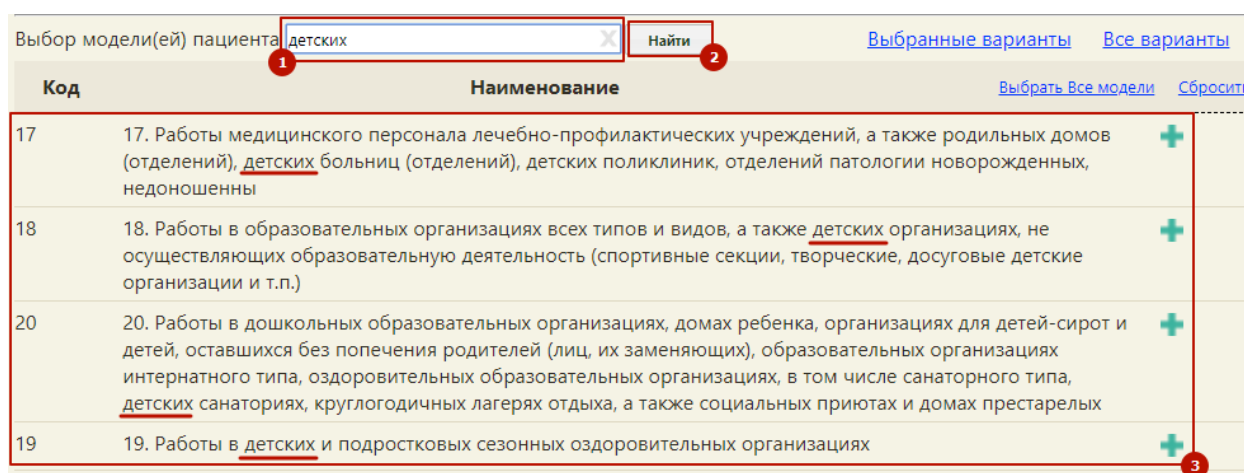 Выбор модели(ей) пациента детских X Найти Выбранные варианты Все варианты
1 2
Код Наименование Выбрать Все модели Сбросить
17 17. Работы медицинского персонала лечебно-профилактических учреждений, а также родильных домов
(отделений), детских больниц (отделений), детских поликлиник, отделений патологии новорожденных,
недоношенны
18 18. Работы в образовательных организациях всех типов и видов, а также детских организациях, не
осуществляющих образовательную деятельность (спортивные секции, творческие, досуговые детские
организации и т.п.)
20 20. Работы в дошкольных образовательных организациях, домах ребенка, организациях для детей-сирот и
детей, оставшихся без попечения родителей (лиц, их заменяющих), образовательных организациях
интернатного типа, оздоровительных образовательных организациях, в том числе санаторного типа,
детских санаториях, круглогодичных лагерях отдыха, а также социальных приютах и домах престарелых
19 19. Работы в детских и подростковых сезонных оздоровительных организациях
3